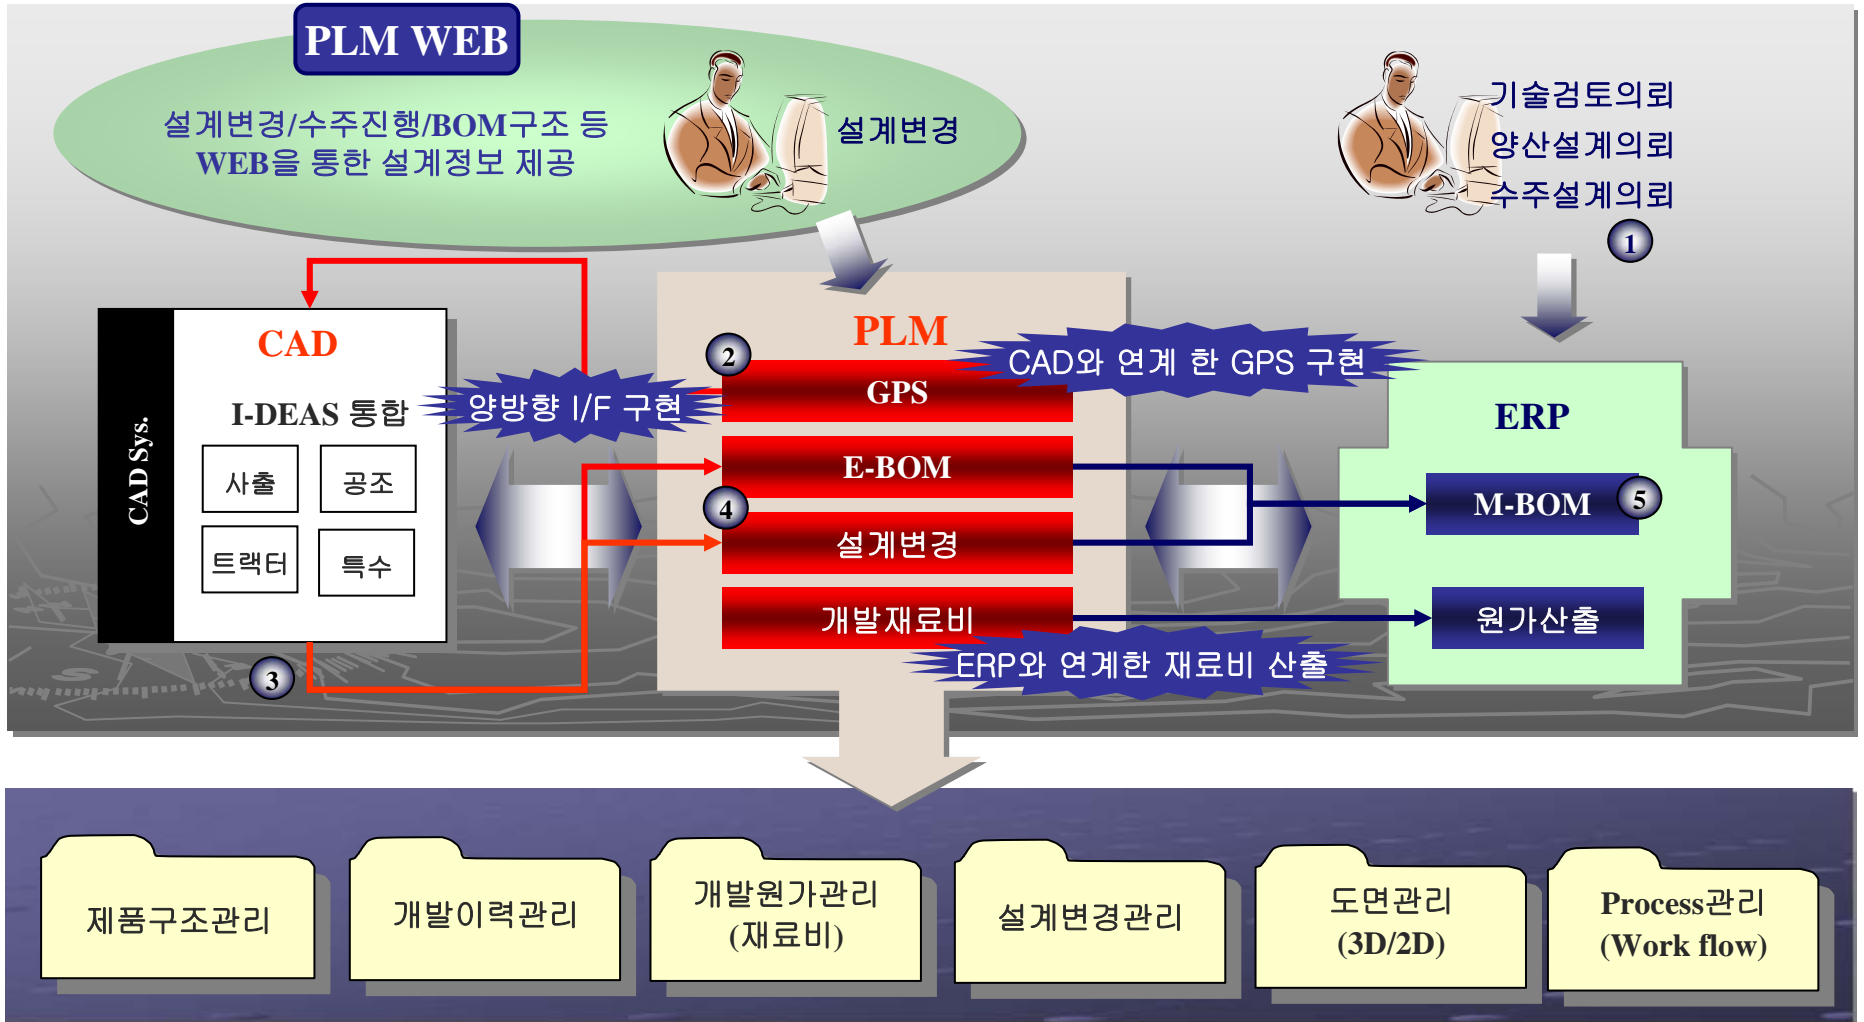 PLM WEB
설계변경/수주진행/BOM구조 등
WEB을 통한 설계정보 제공
설계변경
기술검토의뢰
양산설계의뢰
수주설계의뢰
1
CAD Sys.
CAD
I-DEAS 통합
사출
공조
트랙터
특수
3
양방향 I/F 구현
PLM
2
GPS
CAD와 연계 한 GPS 구현
E-BOM
4
설계변경
개발재료비
ERP와 연계한 재료비 산출
ERP
M-BOM
5
원가산출
제품구조관리
개발이력관리
개발원가관리
(재료비)
설계변경관리
도면관리
(3D/2D)
Process관리
(Work flow)